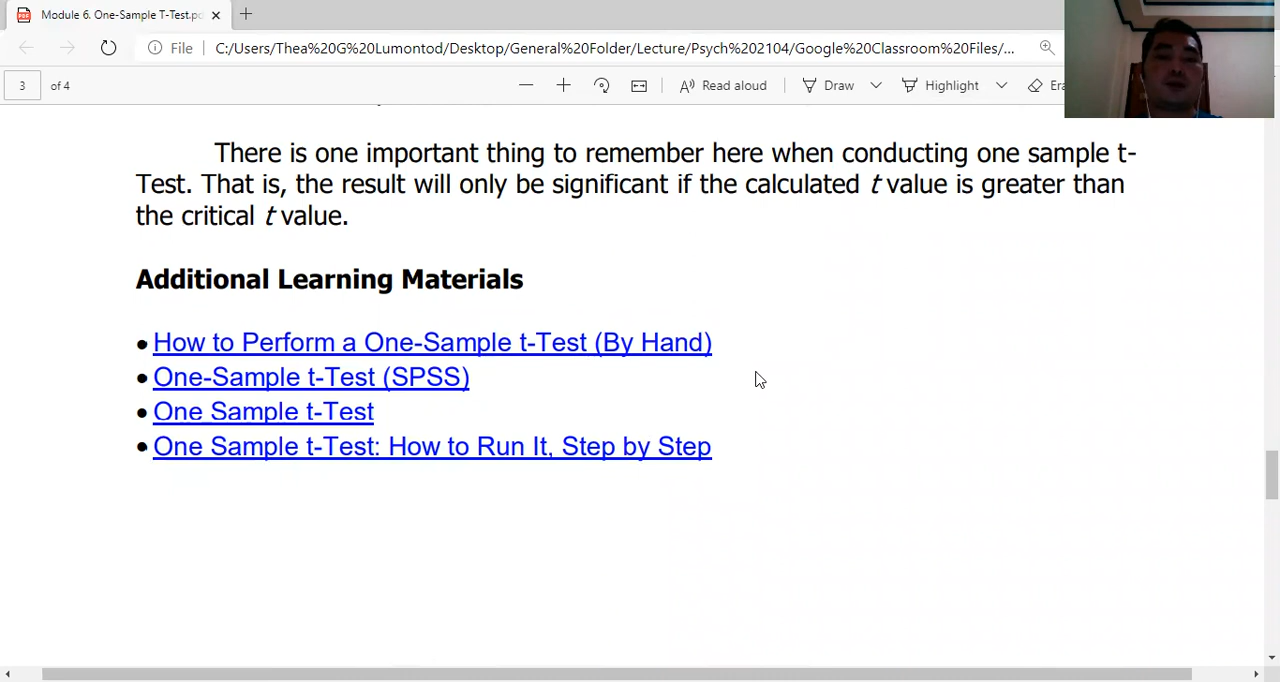 Module 6. One-Sample T-Test.pdf
File
C:/Users/Thea%20G%20Lumontod/Desktop/General%20Folder/Lecture/Psych%202104/Google%20Classroom%20Files/...
3 of 4
Read aloud
Draw
Highlight
Era
There is one important thing to remember here when conducting one sample t-
Test. That is, the result will only be significant if the calculated t value is greater than
the critical t value.
Additional Learning Materials
• How to Perform a One-Sample t-Test (By Hand)
• One-Sample t-Test (SPSS)
• One Sample t-Test
• One Sample t-Test: How to Run It, Step by Step